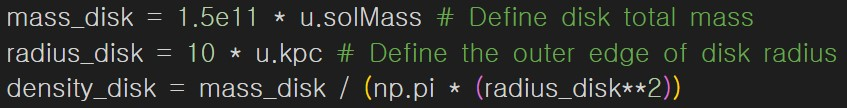 mass_disk = 1.5e11 * u.solMass # Define disk total mass
radius_disk = 10 * u.kpc # Define the outer edge of disk radius
density_disk = mass_disk / (np.pi * (radius_disk**2))